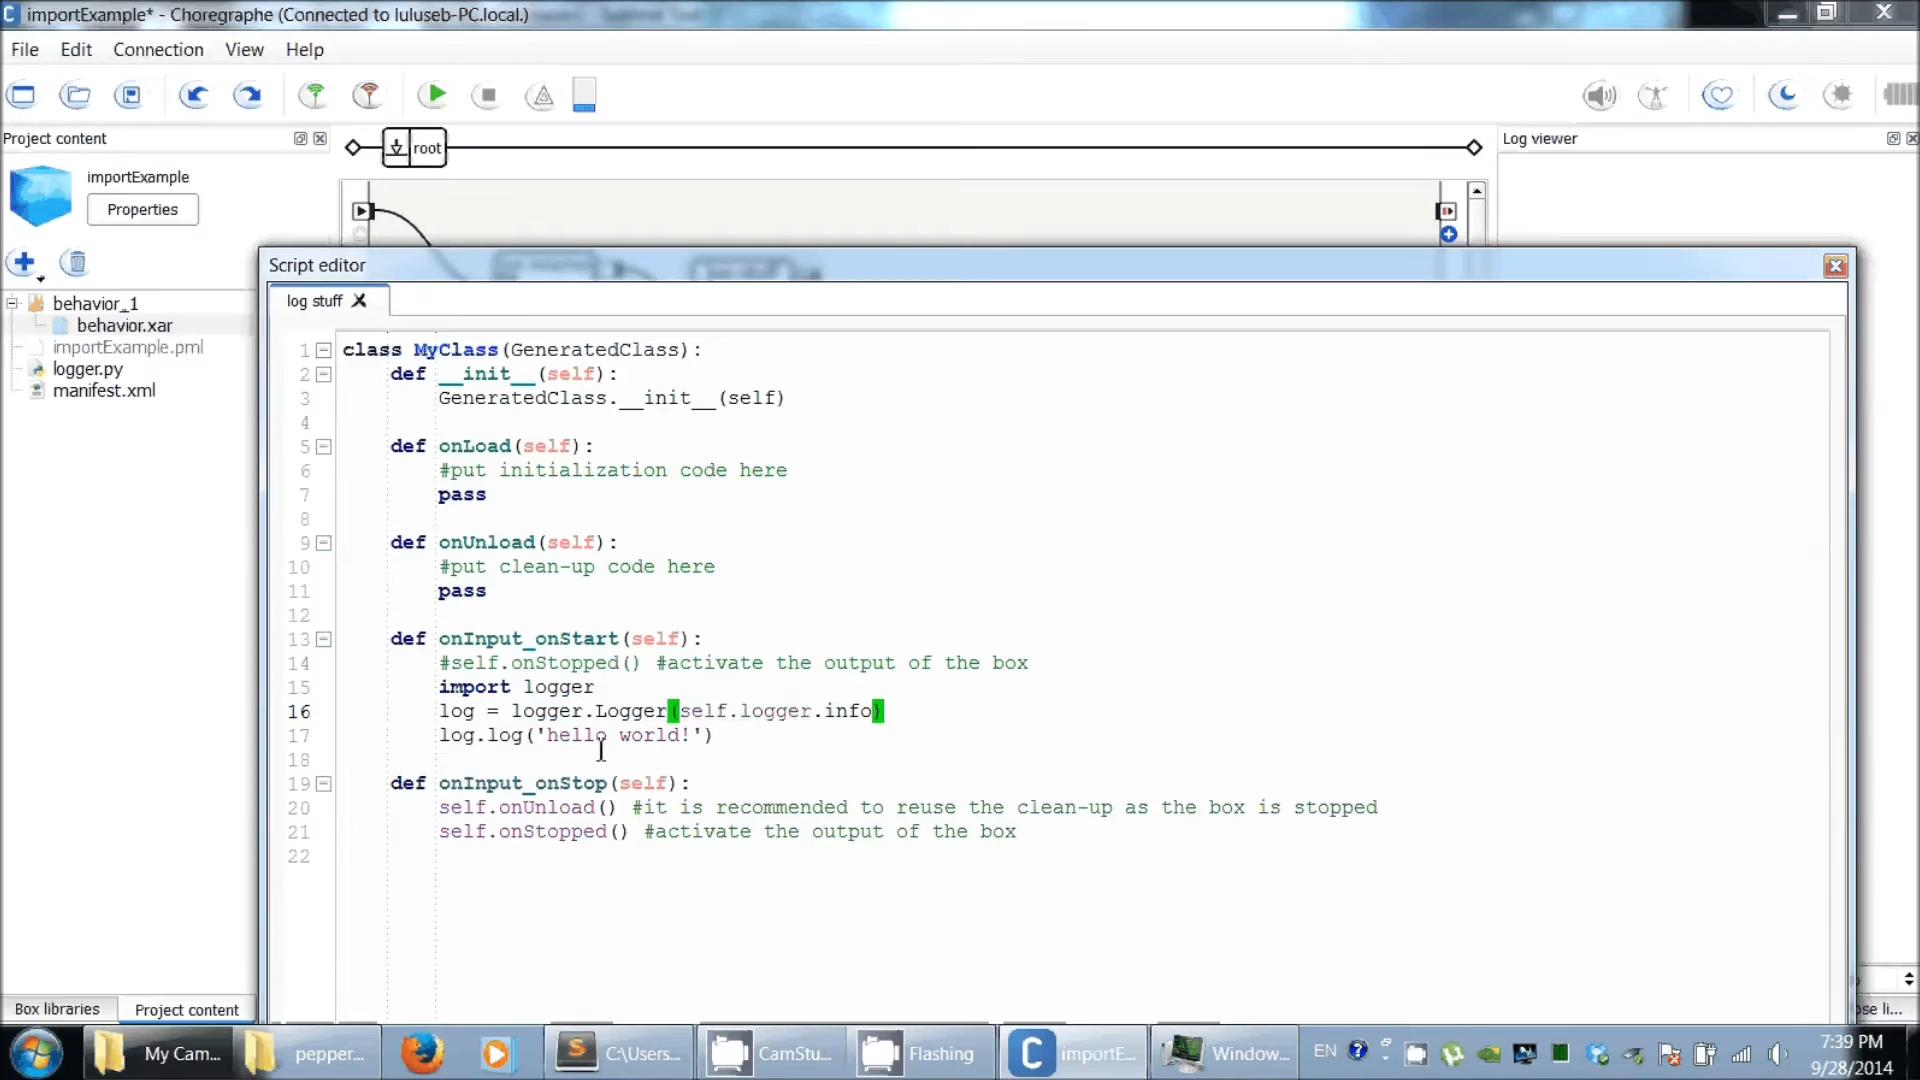 importExample* - Choregraphe (Connected to luluseb-PC.local.)
File Edit Connection View Help
Project content
root
Log viewer
importExample
Properties
Script editor
log stuff
behavior_1
behavior.xar
importExample.pml
logger.py
manifest.xml
1 class MyClass(GeneratedClass):
2 def __init__(self):
3 GeneratedClass.__init__(self)
4
5 def onLoad(self):
6 #put initialization code here
7 pass
8
9 def onUnload(self):
10 #put clean-up code here
11 pass
12
13 def onInput_onStart(self):
14 #self.onStopped() #activate the output of the box
15 import logger
16 log = logger.Logger(self.logger.info)
17 log.log('hello world!')
18
19 def onInput_onStop(self):
20 self.onUnload() #it is recommended to reuse the clean-up as the box is stopped
21 self.onStopped() #activate the output of the box
22
Box libraries Project content
My Cam... pepper... C:\Users... CamStu... Flashing importE... Window... EN
7:39 PM
9/28/2014